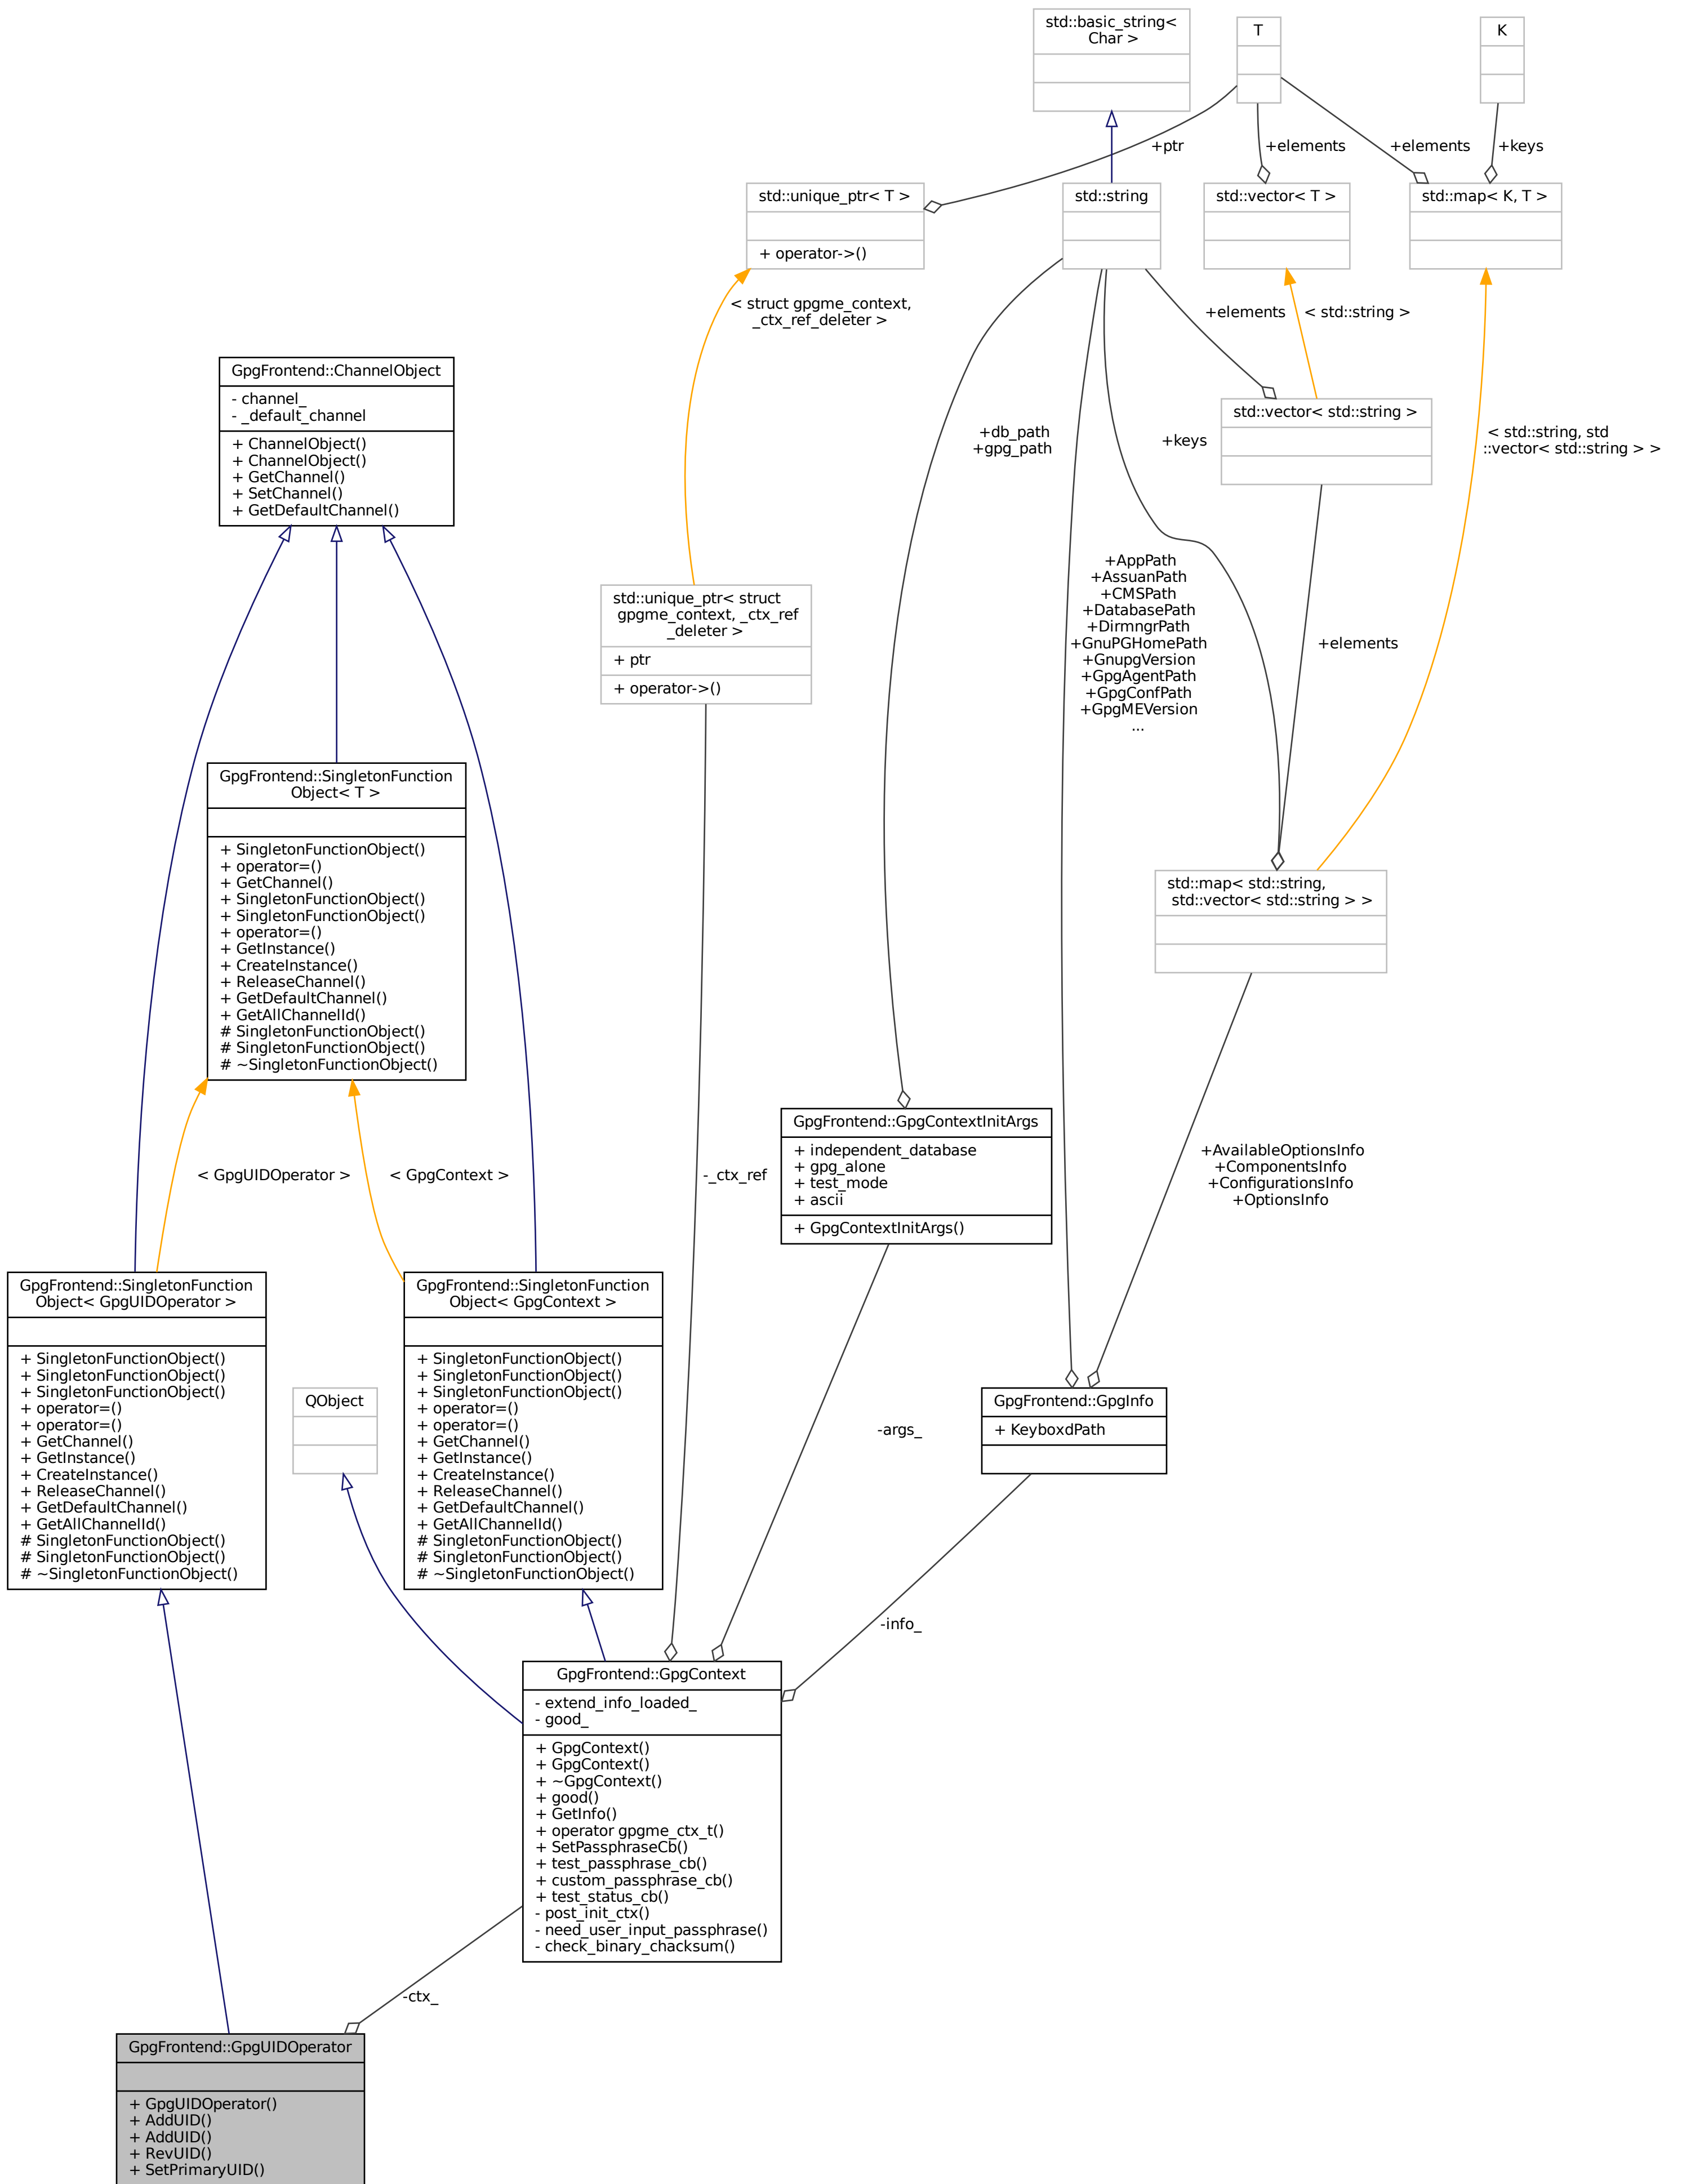 std::basic_string<
Char >
T
K
+ptr
+elements
+elements
+keys
std::unique_ptr< T >
+ operator->()
std::string
std::vector< T >
std::map< K, T >
< struct gpgme_context,
_ctx_ref_deleter >
+elements
< std::string >
GpgFrontend::ChannelObject
- channel_
- _default_channel
+ ChannelObject()
+ ChannelObject()
+ GetChannel()
+ SetChannel()
+ GetDefaultChannel()
+db_path
+gpg_path
+keys
std::vector< std::string >
< std::string, std
::vector< std::string > >
std::unique_ptr< struct
gpgme_context, _ctx_ref
_deleter >
+ ptr
+ operator->()
+AppPath
+AssuanPath
+CMSPath
+DatabasePath
+DirmngrPath
+GnuPGHomePath
+GnupgVersion
+GpgAgentPath
+GpgConfPath
+GpgMEVersion
...
+elements
GpgFrontend::SingletonFunction
Object< T >
+ SingletonFunctionObject()
+ operator=()
+ GetChannel()
+ SingletonFunctionObject()
+ SingletonFunctionObject()
+ operator=()
+ GetInstance()
+ CreateInstance()
+ ReleaseChannel()
+ GetDefaultChannel()
+ GetAllChannelId()
# SingletonFunctionObject()
# SingletonFunctionObject()
# ~SingletonFunctionObject()
std::map< std::string,
std::vector< std::string > >
GpgFrontend::GpgContextInitArgs
+ independent_database
+ gpg_alone
+ test_mode
+ ascii
+ GpgContextInitArgs()
< GpgUIDOperator >
< GpgContext >
-_ctx_ref
+AvailableOptionsInfo
+ComponentsInfo
+ConfigurationsInfo
+OptionsInfo
GpgFrontend::SingletonFunction
Object< GpgUIDOperator >
+ SingletonFunctionObject()
+ SingletonFunctionObject()
+ SingletonFunctionObject()
+ operator=()
+ operator=()
+ GetChannel()
+ GetInstance()
+ CreateInstance()
+ ReleaseChannel()
+ GetDefaultChannel()
+ GetAllChannelId()
# SingletonFunctionObject()
# SingletonFunctionObject()
# ~SingletonFunctionObject()
QObject
GpgFrontend::SingletonFunction
Object< GpgContext >
+ SingletonFunctionObject()
+ SingletonFunctionObject()
+ SingletonFunctionObject()
+ operator=()
+ operator=()
+ GetChannel()
+ GetInstance()
+ CreateInstance()
+ ReleaseChannel()
+ GetDefaultChannel()
+ GetAllChannelId()
# SingletonFunctionObject()
# SingletonFunctionObject()
# ~SingletonFunctionObject()
-args_
GpgFrontend::GpgInfo
+ KeyboxdPath
-info_
GpgFrontend::GpgContext
- extend_info_loaded_
- good_
+ GpgContext()
+ GpgContext()
+ ~GpgContext()
+ good()
+ GetInfo()
+ operator gpgme_ctx_t()
+ SetPassphraseCb()
+ test_passphrase_cb()
+ custom_passphrase_cb()
+ test_status_cb()
- post_init_ctx()
- need_user_input_passphrase()
- check_binary_chacksum()
-ctx_
GpgFrontend::GpgUIDOperator
+ GpgUIDOperator()
+ AddUID()
+ AddUID()
+ RevUID()
+ SetPrimaryUID()